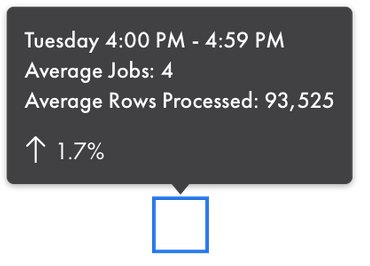 Tuesday 4:00 PM - 4:59 PM
Average Jobs: 4
Average Rows Processed: 93,525
↑ 1.7%